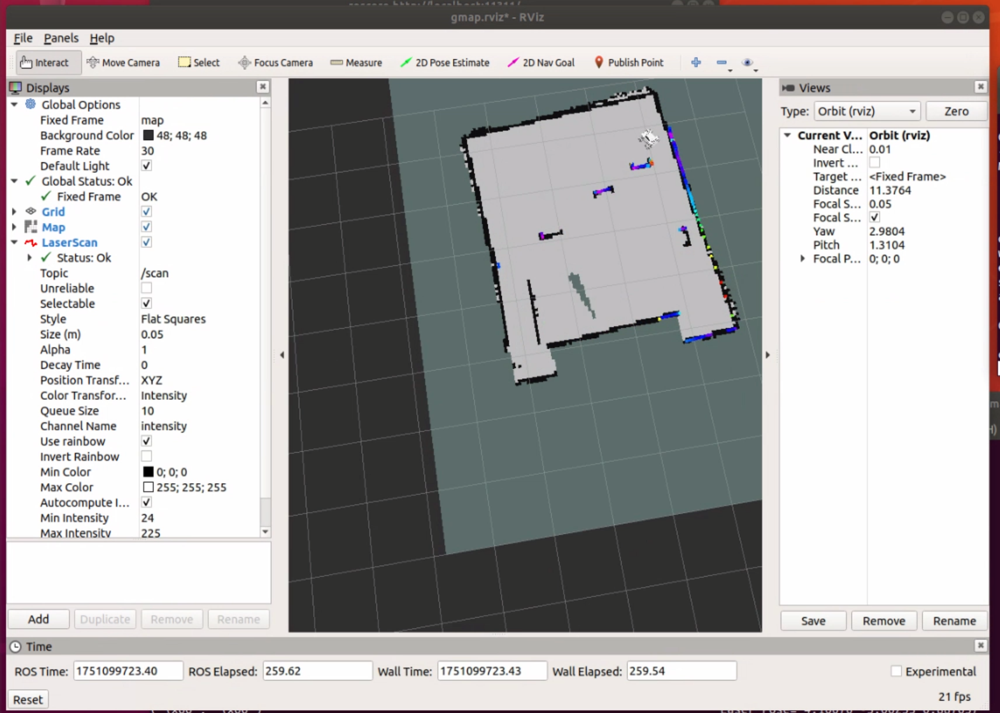 gmap.rviz* - RViz
File Panels Help
Interact Move Camera Select Focus Camera Measure 2D Pose Estimate 2D Nav Goal Publish Point
Displays
Global Options
Fixed Frame map
Background Color 48; 48; 48
Frame Rate 30
Default Light
Global Status: Ok
Fixed Frame OK
Grid
Map
LaserScan
Status: Ok
Topic /scan
Unreliable
Selectable
Style Flat Squares
Size (m) 0.05
Alpha 1
Decay Time 0
Position Transf... XYZ
Color Transfor... Intensity
Queue Size 10
Channel Name intensity
Use rainbow
Invert Rainbow
Min Color 0; 0; 0
Max Color 255; 255; 255
Autocompute I...
Min Intensity 24
Max Intensity 225
Add Duplicate Remove Rename
Views
Type: Orbit (rviz) Zero
Current V... Orbit (rviz)
Near Cl... 0.01
Invert ...
Target ... <Fixed Frame>
Distance 11.3764
Focal S... 0.05
Focal S...
Yaw 2.9804
Pitch 1.3104
Focal P... 0; 0; 0
Save Remove Rename
Time
ROS Time: 1751099723.40 ROS Elapsed: 259.62 Wall Time: 1751099723.43 Wall Elapsed: 259.54 Experimental
Reset 21 fps